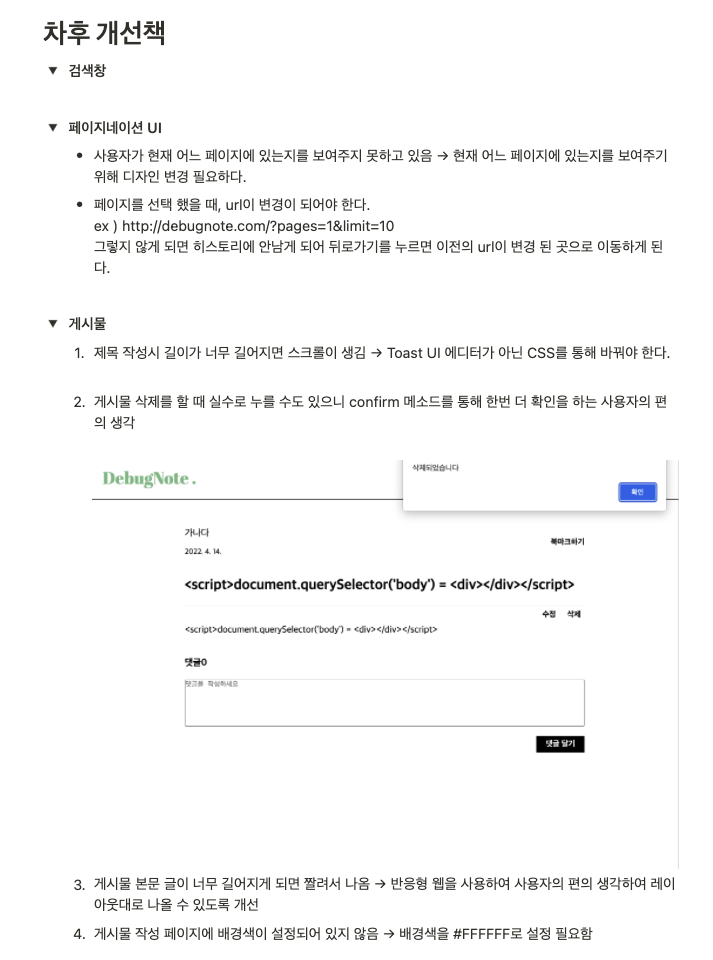 차후 개선책
▼ 검색창
▼ 페이지네이션 UI
• 사용자가 현재 어느 페이지에 있는지를 보여주지 못하고 있음 → 현재 어느 페이지에 있는지를 보여주기
위해 디자인 변경 필요하다.
• 페이지를 선택 했을 때, url이 변경이 되어야 한다.
ex ) http://debugnote.com/?pages=1&limit=10
그렇지 않게 되면 히스토리에 안남게 되어 뒤로가기를 누르면 이전의 url이 변경 된 곳으로 이동하게 된
다.
▼ 게시물
1. 제목 작성시 길이가 너무 길어지면 스크롤이 생김 → Toast UI 에디터가 아닌 CSS를 통해 바꿔야 한다.
2. 게시물 삭제를 할 때 실수로 누를 수도 있으니 confirm 메소드를 통해 한번 더 확인을 하는 사용자의 편
의 생각
삭제되었습니다
DebugNote .
확인
가나다
북마크하기
2022. 4. 14.
<script>document.querySelector('body') = <div></div></script>
수정 삭제
<script>document.querySelector('body') = <div></div></script>
댓글0
댓글을 작성하세요
댓글 달기
3. 게시물 본문 글이 너무 길어지게 되면 짤려서 나옴 → 반응형 웹을 사용하여 사용자의 편의 생각하여 레이
아웃대로 나올 수 있도록 개선
4. 게시물 작성 페이지에 배경색이 설정되어 있지 않음 → 배경색을 #FFFFFF로 설정 필요함